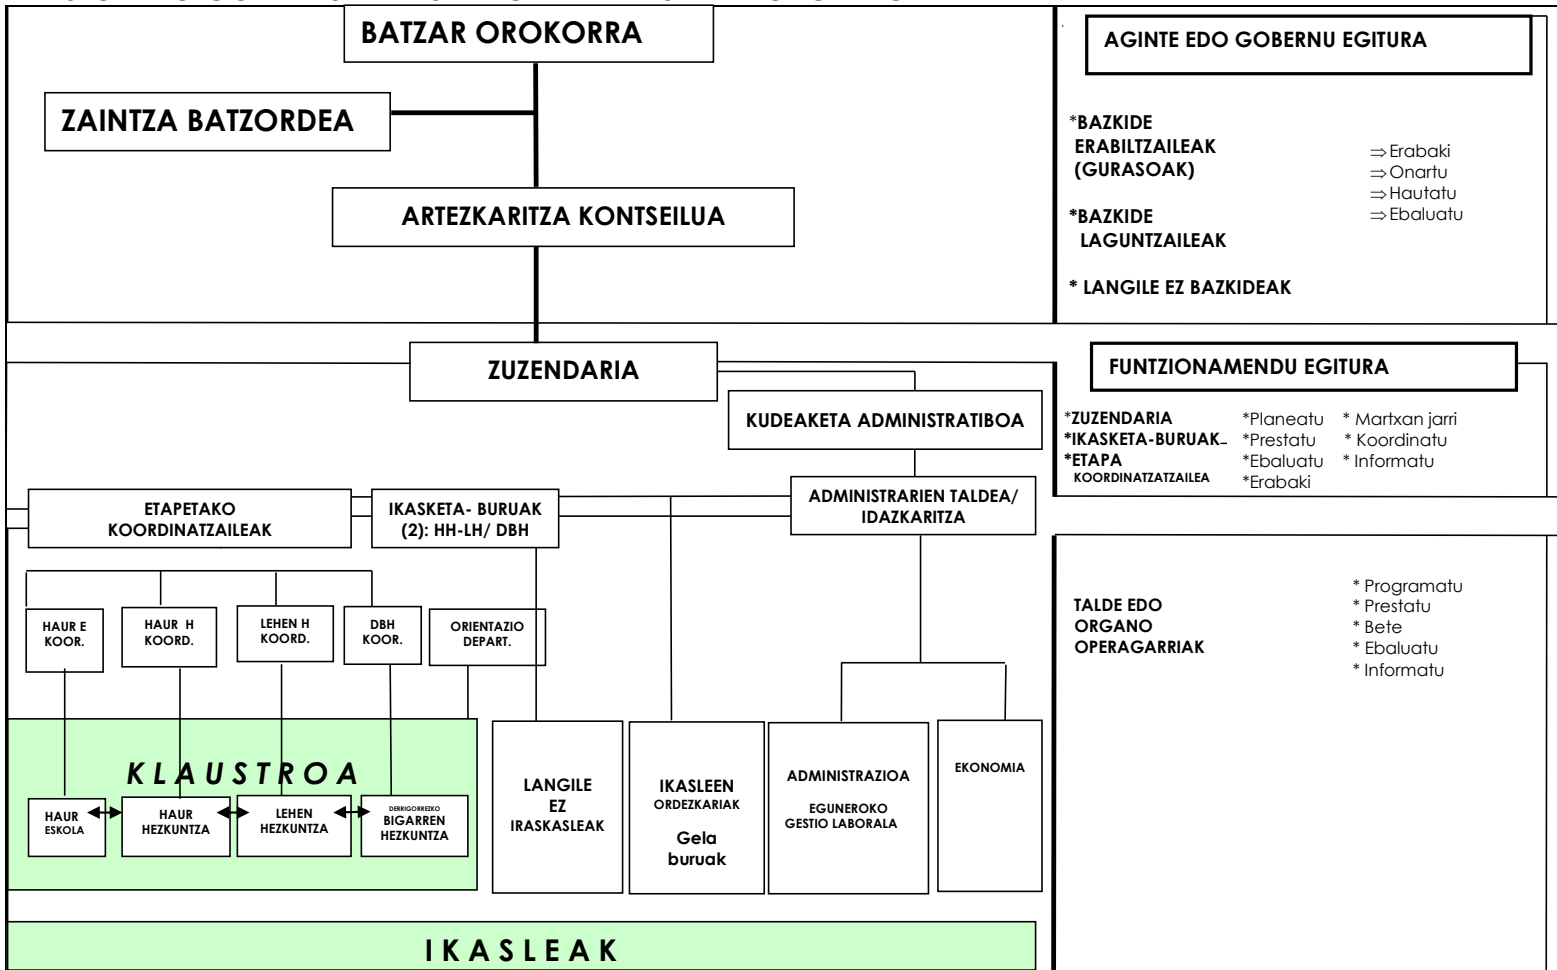 BATZAR OROKORRA
ZAINTZA BATZORDEA
ARTEZKARITZA KONTSEILUA
AGINTE EDO GOBERNU EGITURA
*BAZKIDE
ERABILTZAILEAK
(GURASOAK)
*BAZKIDE
LAGUNTZAILEAK
* LANGILE EZ BAZKIDEAK
⇒ Erabaki
⇒ Onartu
⇒ Hautatu
⇒ Ebaluatu
ZUZENDARIA
KUDEAKETA ADMINISTRATIBOA
FUNTZIONAMENDU EGITURA
*ZUZENDARIA
*IKASKETA-BURUAK
*ETAPA
KOORDINATZATZAILEA
*Planeatu
*Prestatu
*Ebaluatu
*Erabaki
* Martxan jarri
* Koordinatu
* Informatu
ETAPETAKO
KOORDINATZAILEAK
IKASKETA- BURUAK
(2): HH-LH/ DBH
ADMINISTRARIEN TALDEA/
IDAZKARITZA
HAUR E
KOOR.
HAUR H
KOORD.
LEHEN H
KOORD.
DBH
KOOR.
ORIENTAZIO
DEPART.
TALDE EDO
ORGANO
OPERAGARRIAK
* Programatu
* Prestatu
* Bete
* Ebaluatu
* Informatu
KLAUSTROA
HAUR
ESKOLA
HAUR
HEZKUNTZA
LEHEN
HEZKUNTZA
DERRIGORREZKO
BIGARREN
HEZKUNTZA
LANGILE
EZ
IRASKASLEAK
IKASLEEN
ORDEZKARIAK
Gela
buruak
ADMINISTRAZIOA
EGUNEROKO
GESTIO LABORALA
EKONOMIA
IKASLEAK